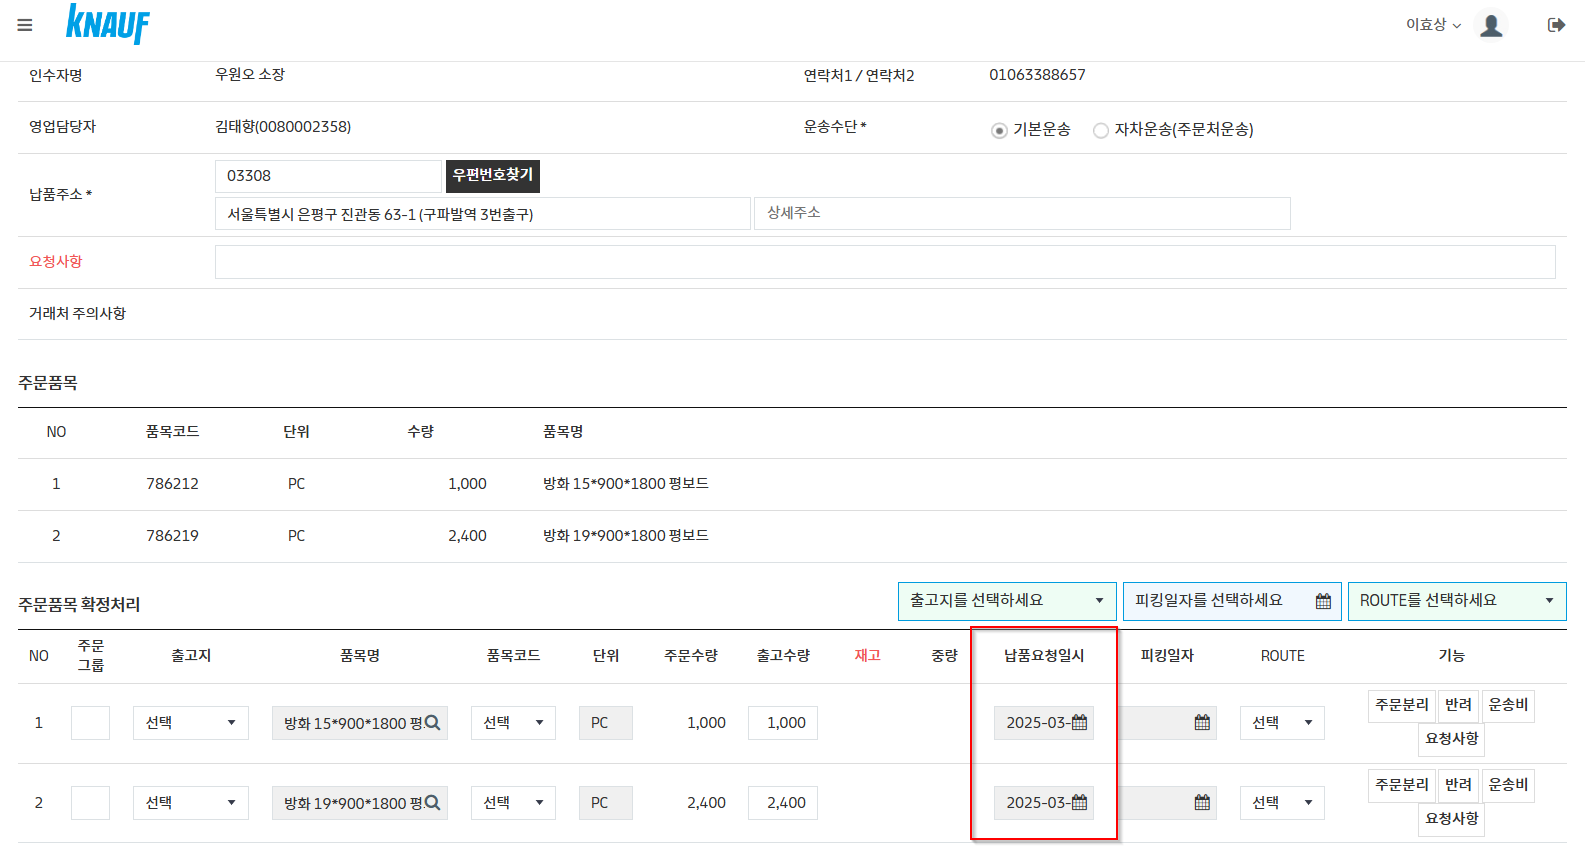 KNAUF
이효상
인수자명 우원오 소장 연락처1 / 연락처2 01063388657
영업담당자 김태향(0080002358) 운송수단 * 기본운송 자차운송(주문처운송)
납품주소 * 03308 우편번호찾기
서울특별시 은평구 진관동 63-1 (구파발역 3번출구) 상세주소
요청사항
거래처 주의사항
주문품목
NO 품목코드 단위 수량 품목명
1 786212 PC 1,000 방화 15*900*1800 평보드
2 786219 PC 2,400 방화 19*900*1800 평보드
주문품목 확정처리 출고지를 선택하세요 피킹일자를 선택하세요 ROUTE를 선택하세요
NO 주문 그룹 출고지 품목명 품목코드 단위 주문수량 출고수량 재고 중량 납품요청일시 피킹일자 ROUTE 기능
1 선택 방화 15*900*1800 평 선택 PC 1,000 1,000 2025-03- 선택 주문분리 반려 운송비
요청사항
2 선택 방화 19*900*1800 평 선택 PC 2,400 2,400 2025-03- 선택 주문분리 반려 운송비
요청사항